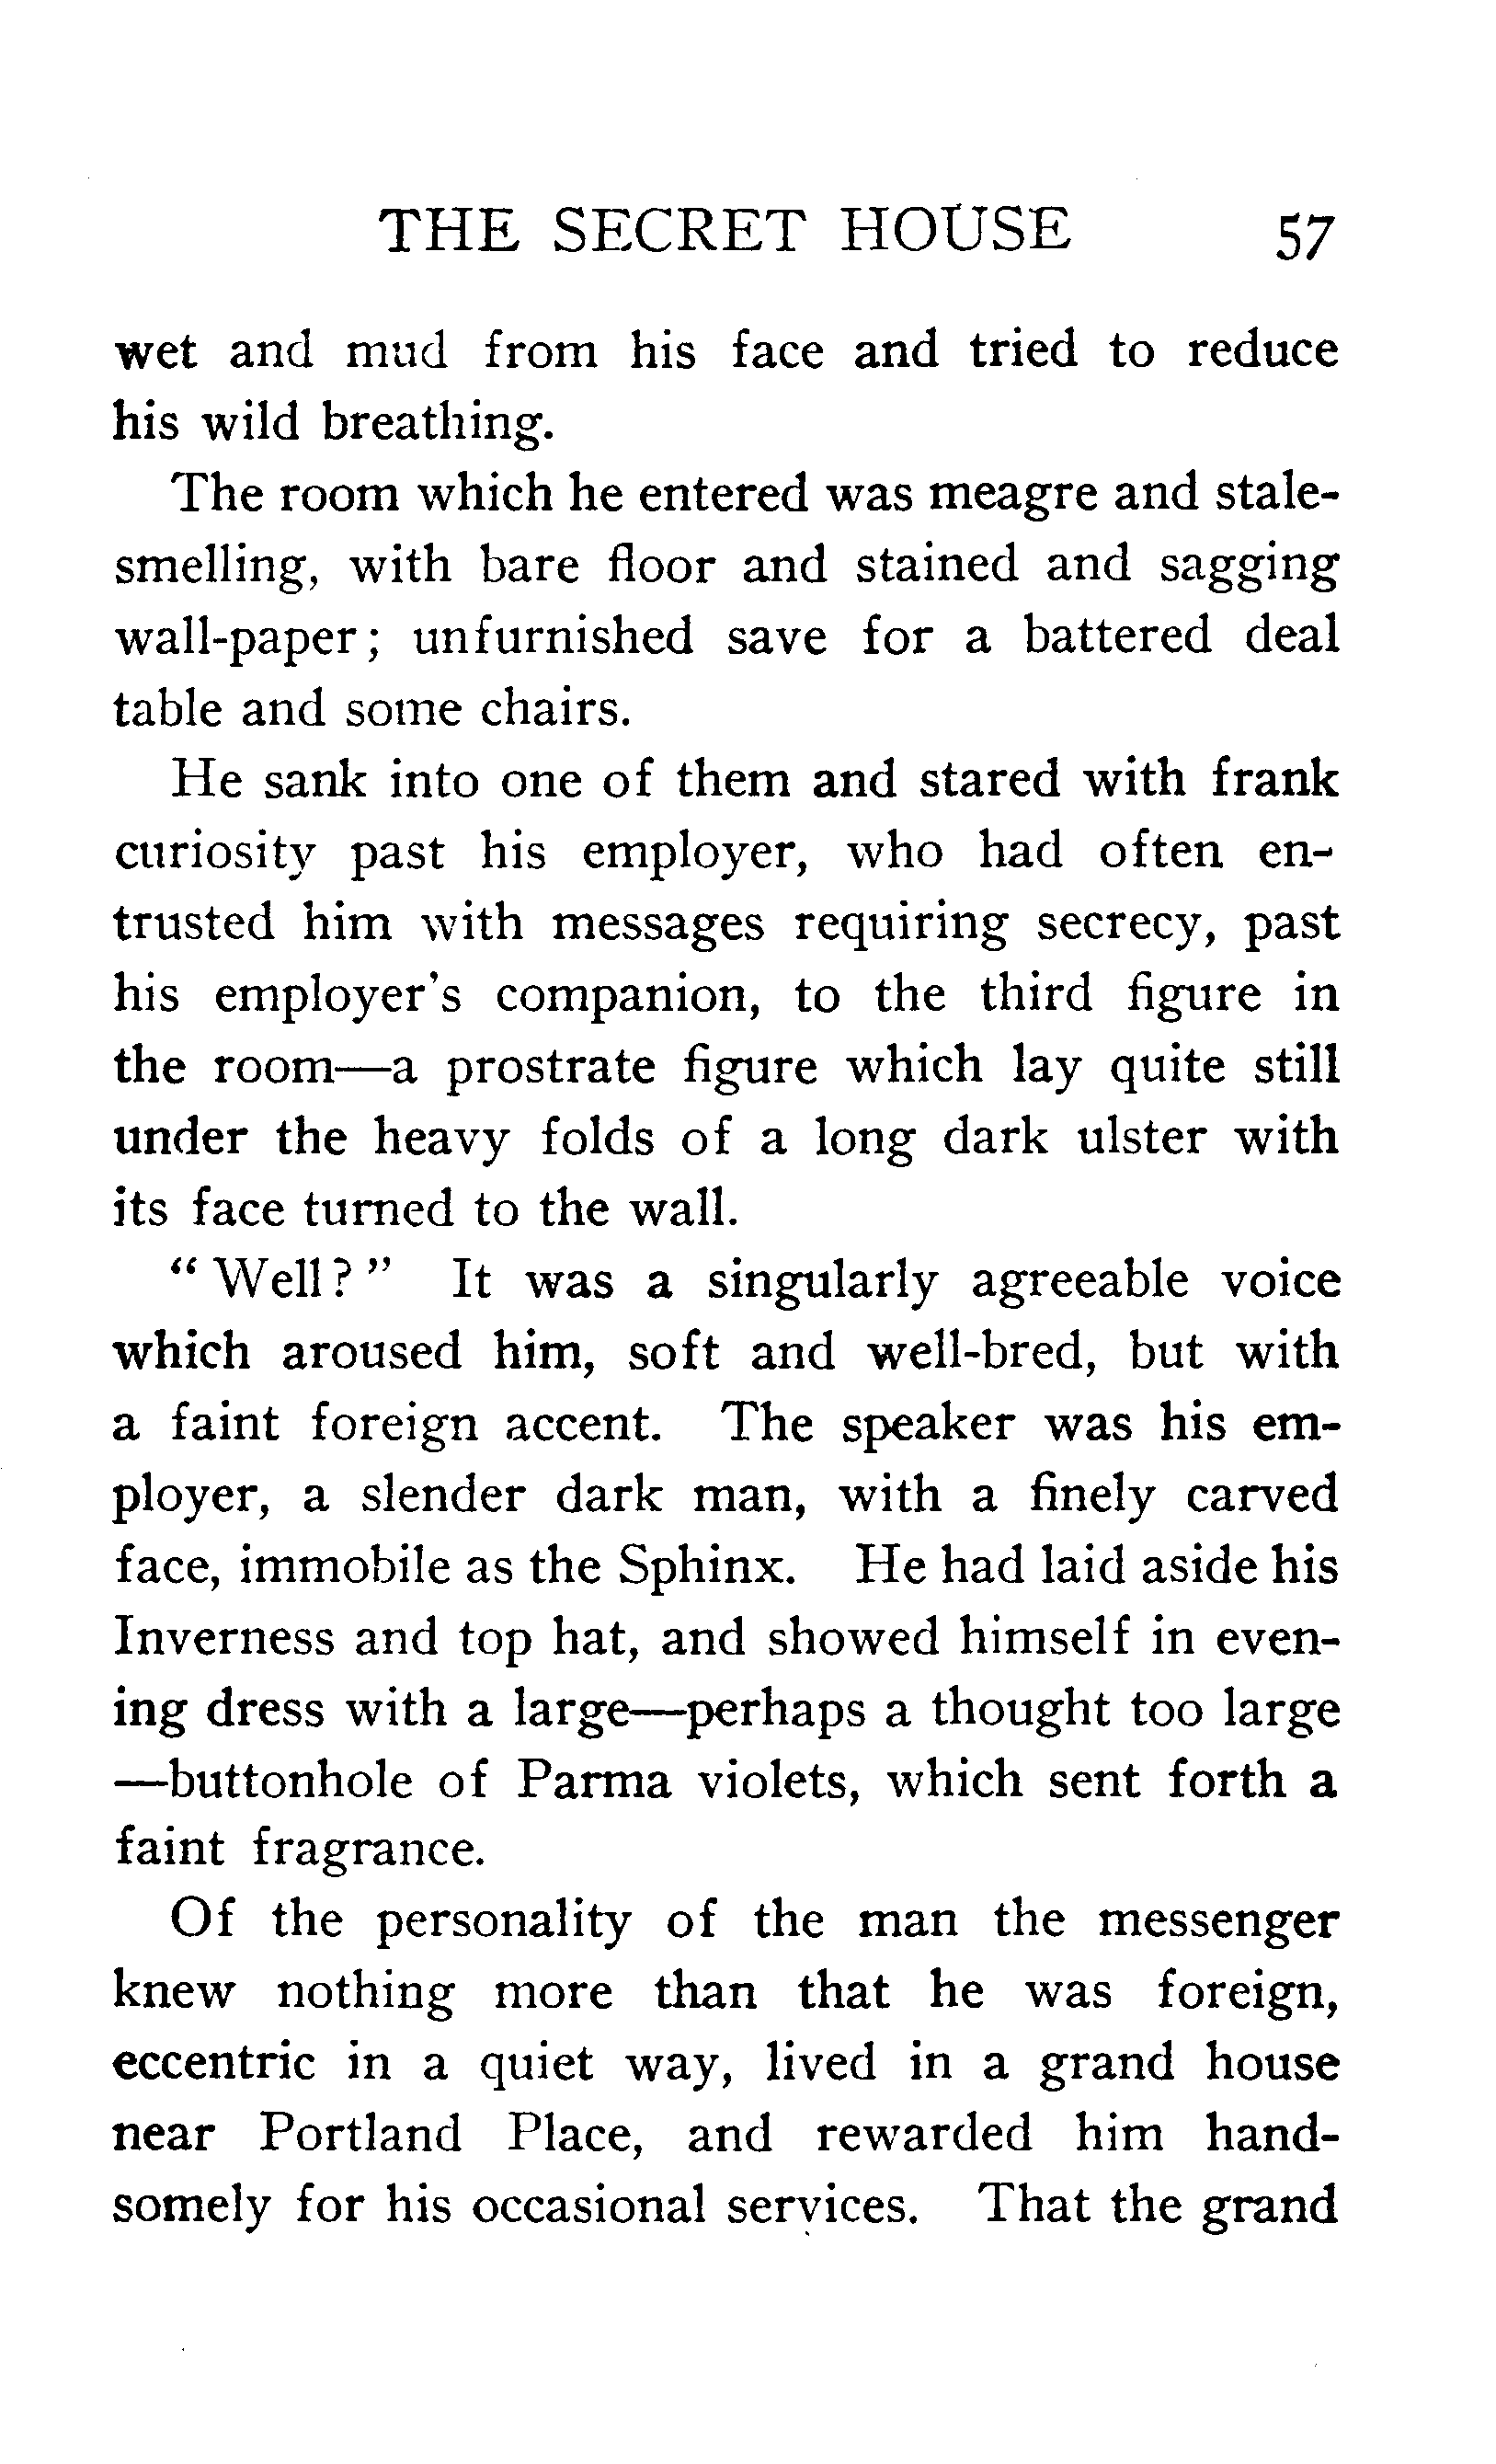 THE SECRET HOUSE 57
wet and mud from his face and tried to reduce
his wild breathing.
The room which he entered was meagre and stale-
smelling, with bare floor and stained and sagging
wall-paper; unfurnished save for a battered deal
table and some chairs.
He sank into one of them and stared with frank
curiosity past his employer, who had often en-
trusted him with messages requiring secrecy, past
his employer's companion, to the third figure in
the room—a prostrate figure which lay quite still
under the heavy folds of a long dark ulster with
its face turned to the wall.
"Well?" It was a singularly agreeable voice
which aroused him, soft and well-bred, but with
a faint foreign accent. The speaker was his em-
ployer, a slender dark man, with a finely carved
face, immobile as the Sphinx. He had laid aside his
Inverness and top hat, and showed himself in even-
ing dress with a large—perhaps a thought too large
—buttonhole of Parma violets, which sent forth a
faint fragrance.
Of the personality of the man the messenger
knew nothing more than that he was foreign,
eccentric in a quiet way, lived in a grand house
near Portland Place, and rewarded him hand-
somely for his occasional services. That the grand